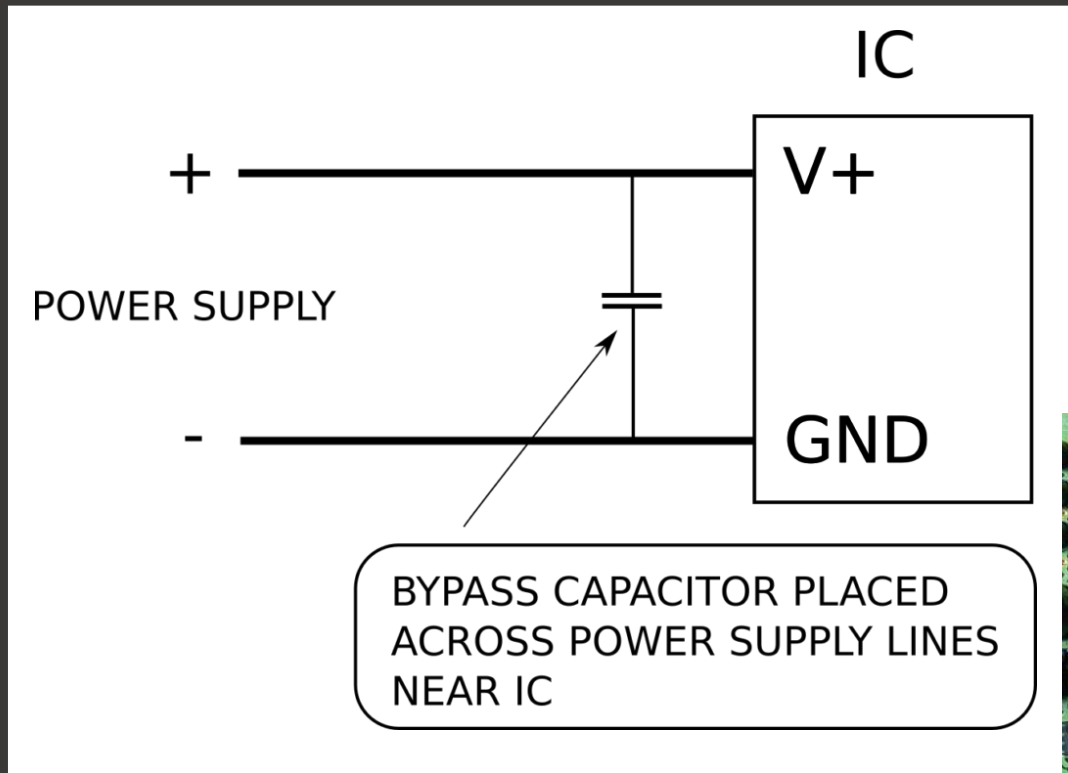 IC
+
V+
POWER SUPPLY
-
GND
BYPASS CAPACITOR PLACED
ACROSS POWER SUPPLY LINES
NEAR IC